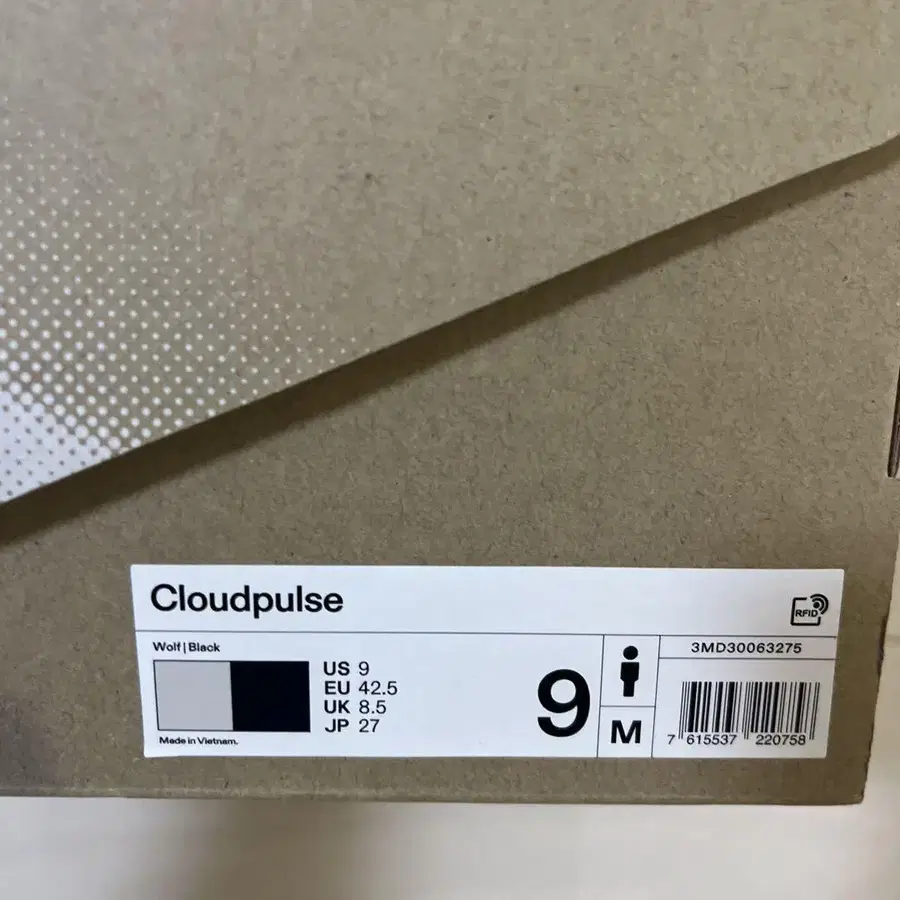 Cloudpulse
RFID
Wolf | Black
US 9
EU 42.5
UK 8.5
JP 27
Made in Vietnam.
9
M
3MD30063275
7 615537 220758